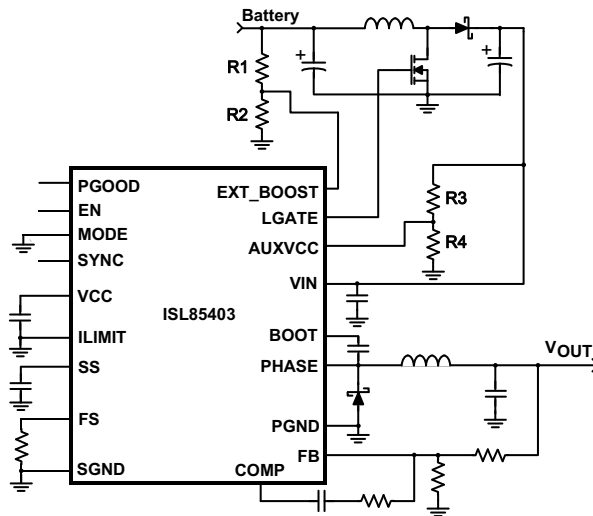 Battery
R1
R2
PGOOD
EN
MODE
SYNC
VCC
ILIMIT
SS
FS
SGND
ISL85403
EXT_BOOST
LGATE
AUXVCC
VIN
BOOT
PHASE
PGND
FB
COMP
R3
R4
VOUT
+
+